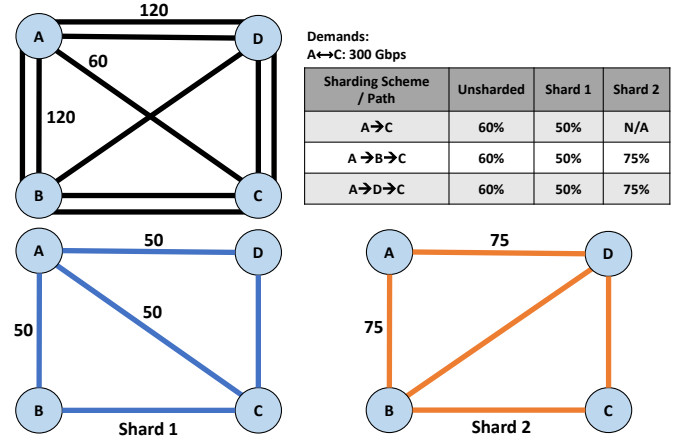 120
A
D
60
120
B
C
Demands:
A↔C: 300 Gbps
Sharding Scheme / Path
Unsharded
Shard 1
Shard 2
A→C
60%
50%
N/A
A →B→C
60%
50%
75%
A→D→C
60%
50%
75%
A
50
D
50
50
B
C
Shard 1
A
75
D
75
B
C
Shard 2